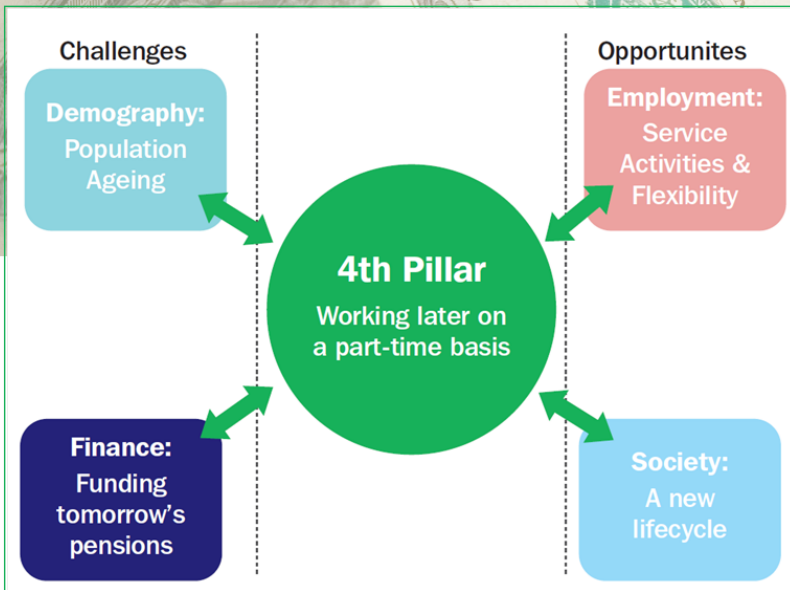 Challenges
Demography:
Population
Ageing
Finance:
Funding
tomorrow's
pensions
4th Pillar
Working later on
a part-time basis
Opportunites
Employment:
Service
Activities &
Flexibility
Society:
A new
lifecycle